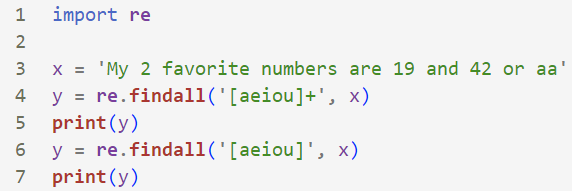 1 import re
2
3 x = 'My 2 favorite numbers are 19 and 42 or aa'
4 y = re.findall('[aeiou]+', x)
5 print(y)
6 y = re.findall('[aeiou]', x)
7 print(y)